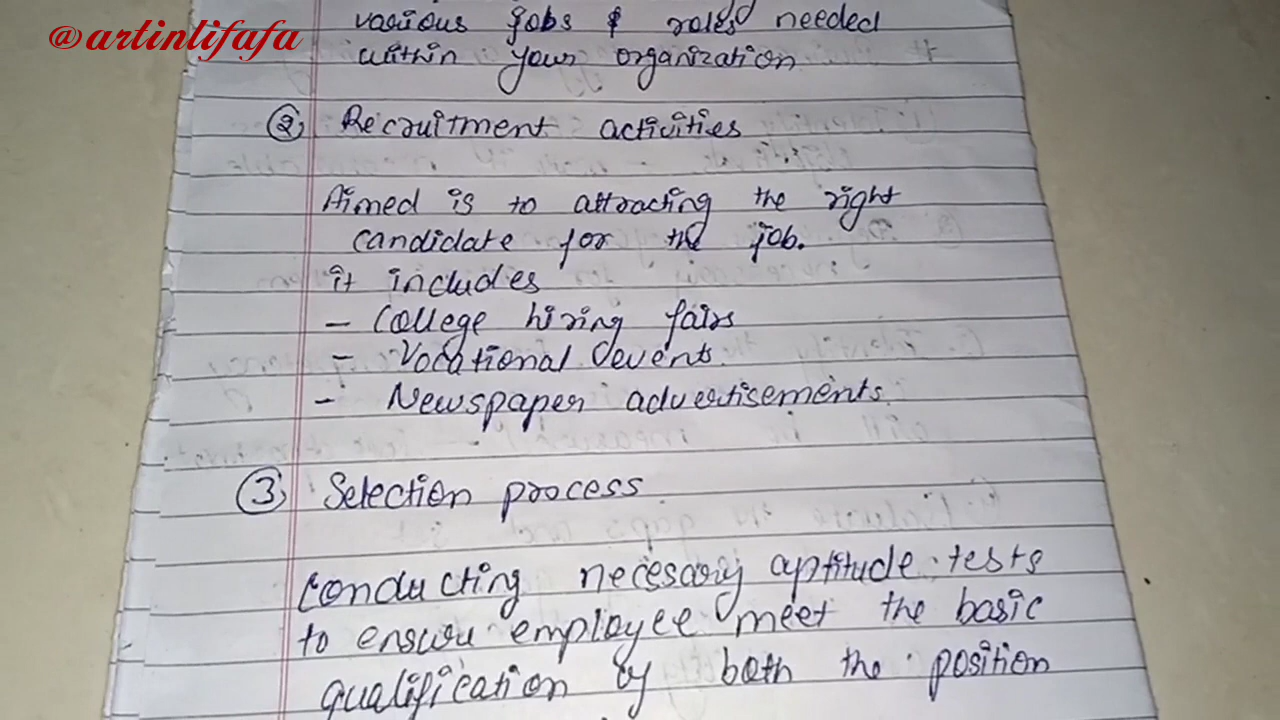 @artinlifafa
various jobs & roles needed
within your organization
② Recruitment activities
Aimed is to attracting the right
candidate for the job.
it includes
- College hiring fairs
- Vocational event
- Newspaper advertisements.
③ Selection process
conducting necessary aptitude tests
to ensure employee meet the basic
qualification by both the position